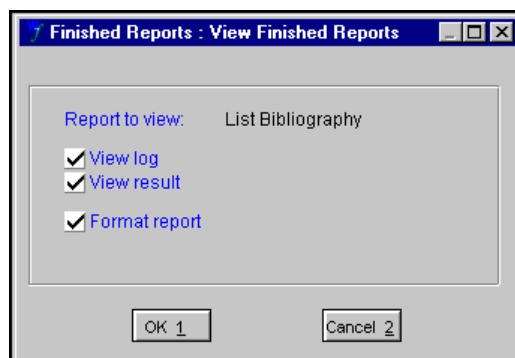 Finished Reports : View Finished Reports
Report to view: List Bibliography
View log
View result
Format report
OK 1 Cancel 2